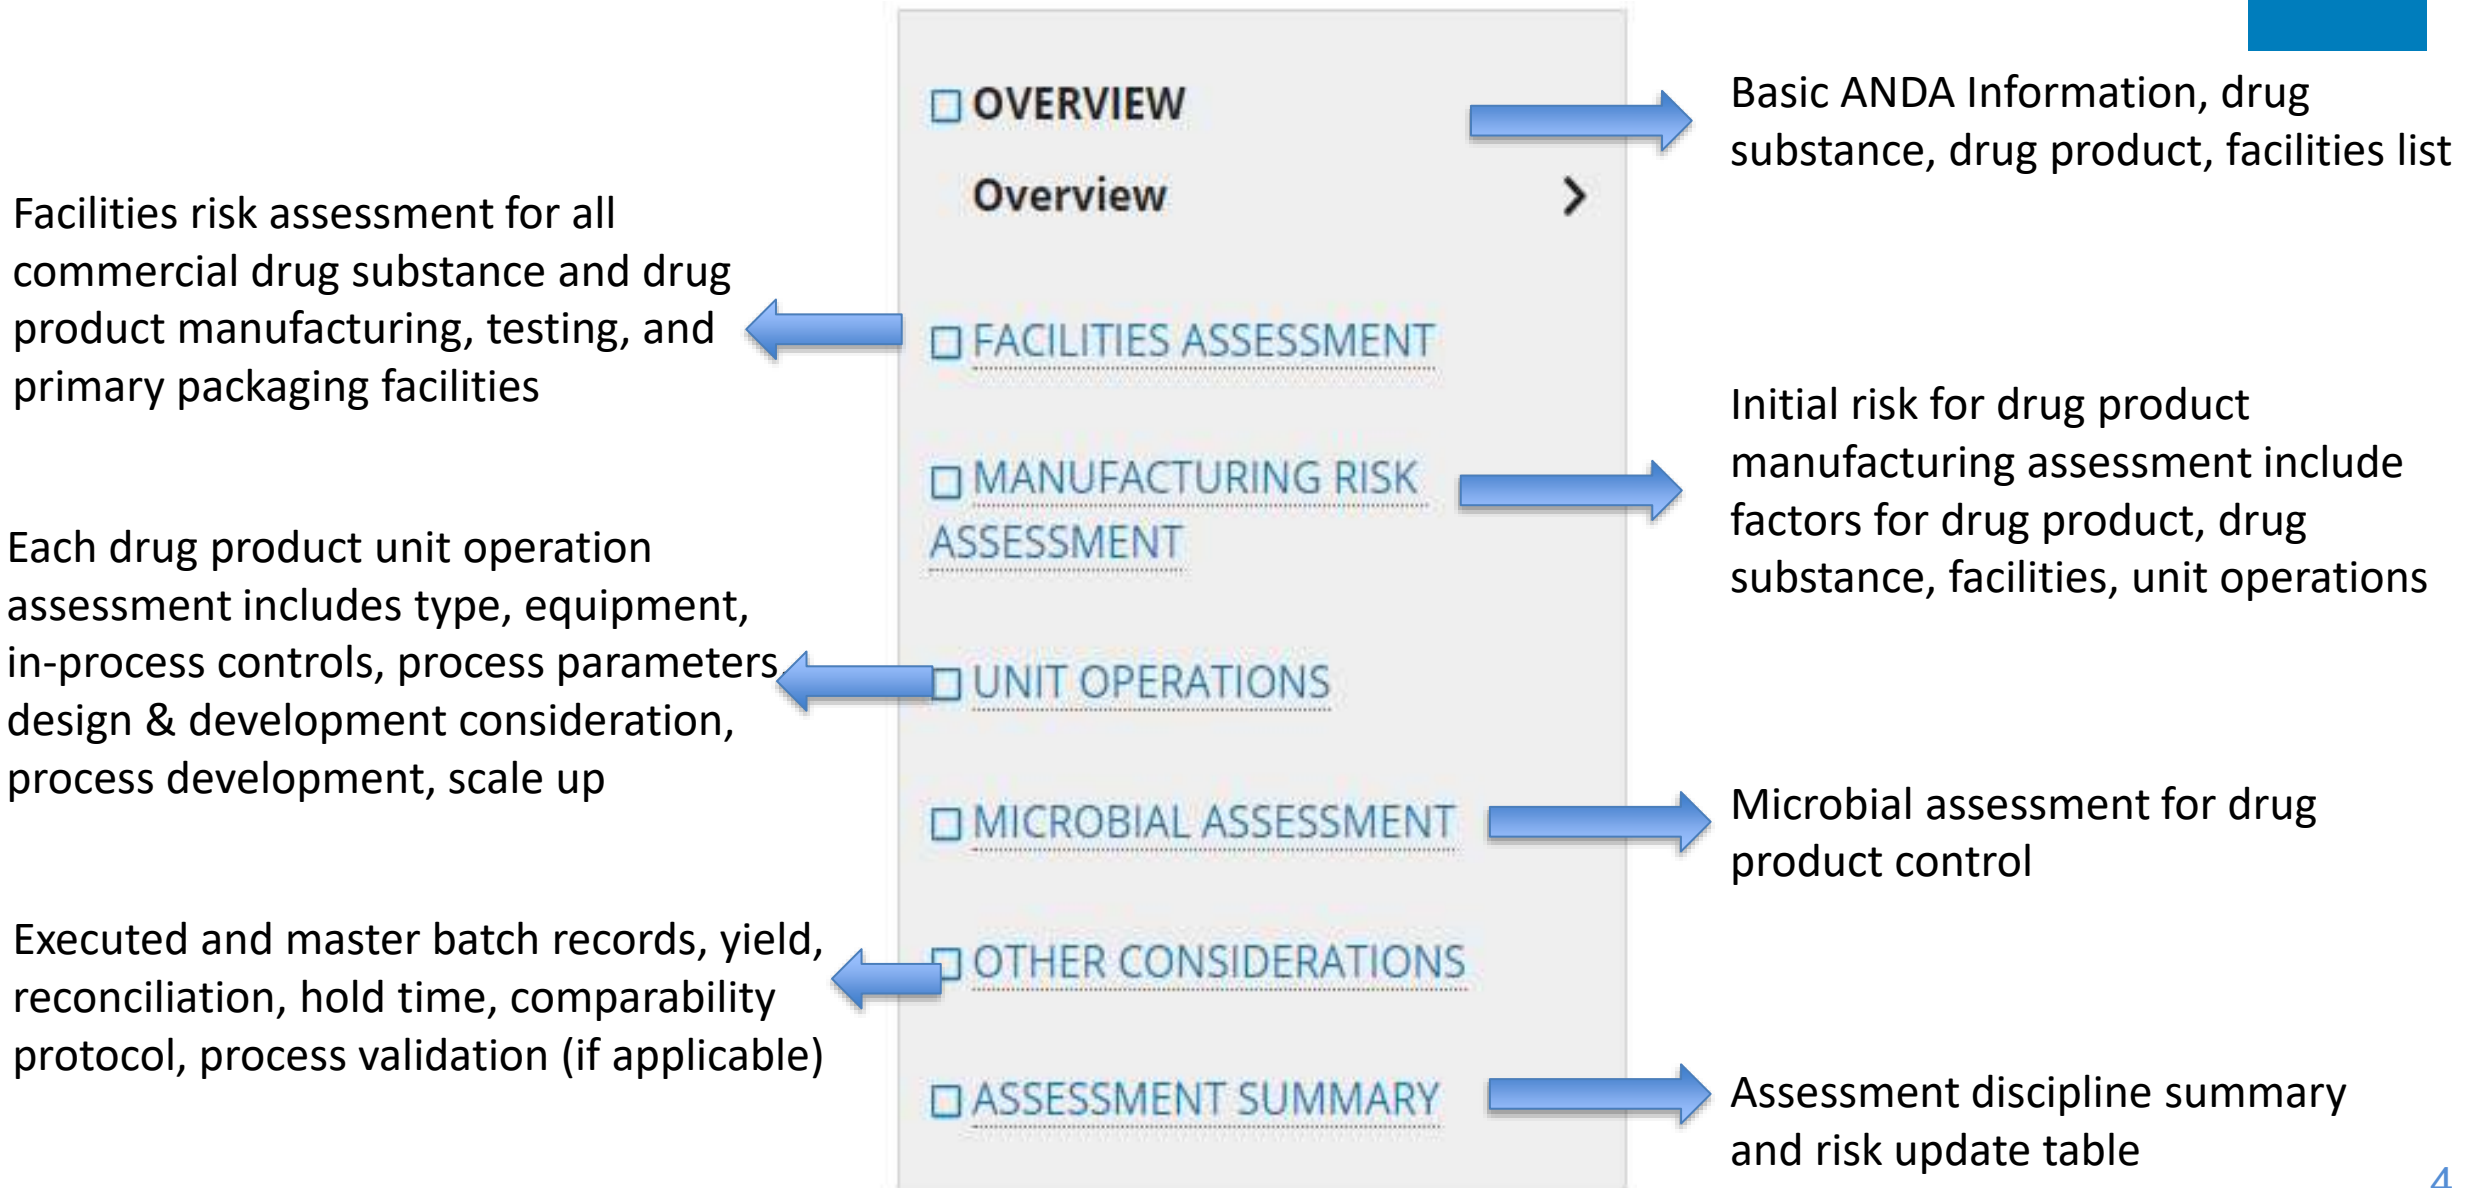 OVERVIEW
Basic ANDA Information, drug
substance, drug product, facilities list
Overview
Facilities risk assessment for all
commercial drug substance and drug
product manufacturing, testing, and
primary packaging facilities
FACILITIES ASSESSMENT
MANUFACTURING RISK
ASSESSMENT
Initial risk for drug product
manufacturing assessment include
factors for drug product, drug
substance, facilities, unit operations
Each drug product unit operation
assessment includes type, equipment,
in-process controls, process parameters,
design & development consideration,
process development, scale up
UNIT OPERATIONS
MICROBIAL ASSESSMENT
Microbial assessment for drug
product control
Executed and master batch records, yield,
reconciliation, hold time, comparability
protocol, process validation (if applicable)
OTHER CONSIDERATIONS
ASSESSMENT SUMMARY
Assessment discipline summary
and risk update table
4